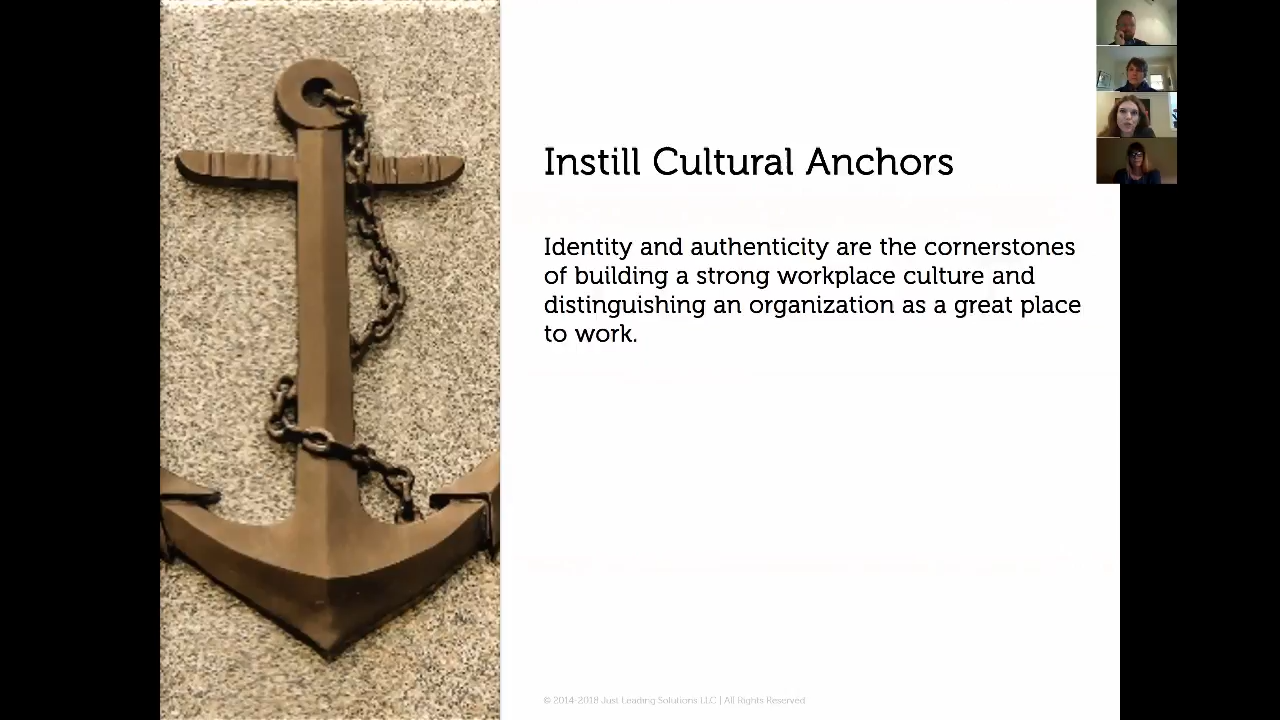 Instill Cultural Anchors
Identity and authenticity are the cornerstones
of building a strong workplace culture and
distinguishing an organization as a great place
to work.
© 2014-2018 Just Leading Solutions LLC | All Rights Reserved